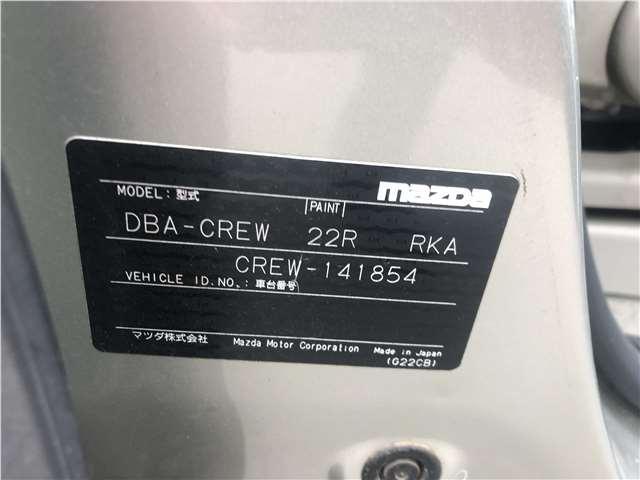 MODEL: 型式 PAINT mazda
DBA-CREW 22R RKA
CREW-141854
VEHICLE ID.NO.: 車台番号
マツダ株式会社 Mazda Motor Corporation Made in Japan
(G22CB)